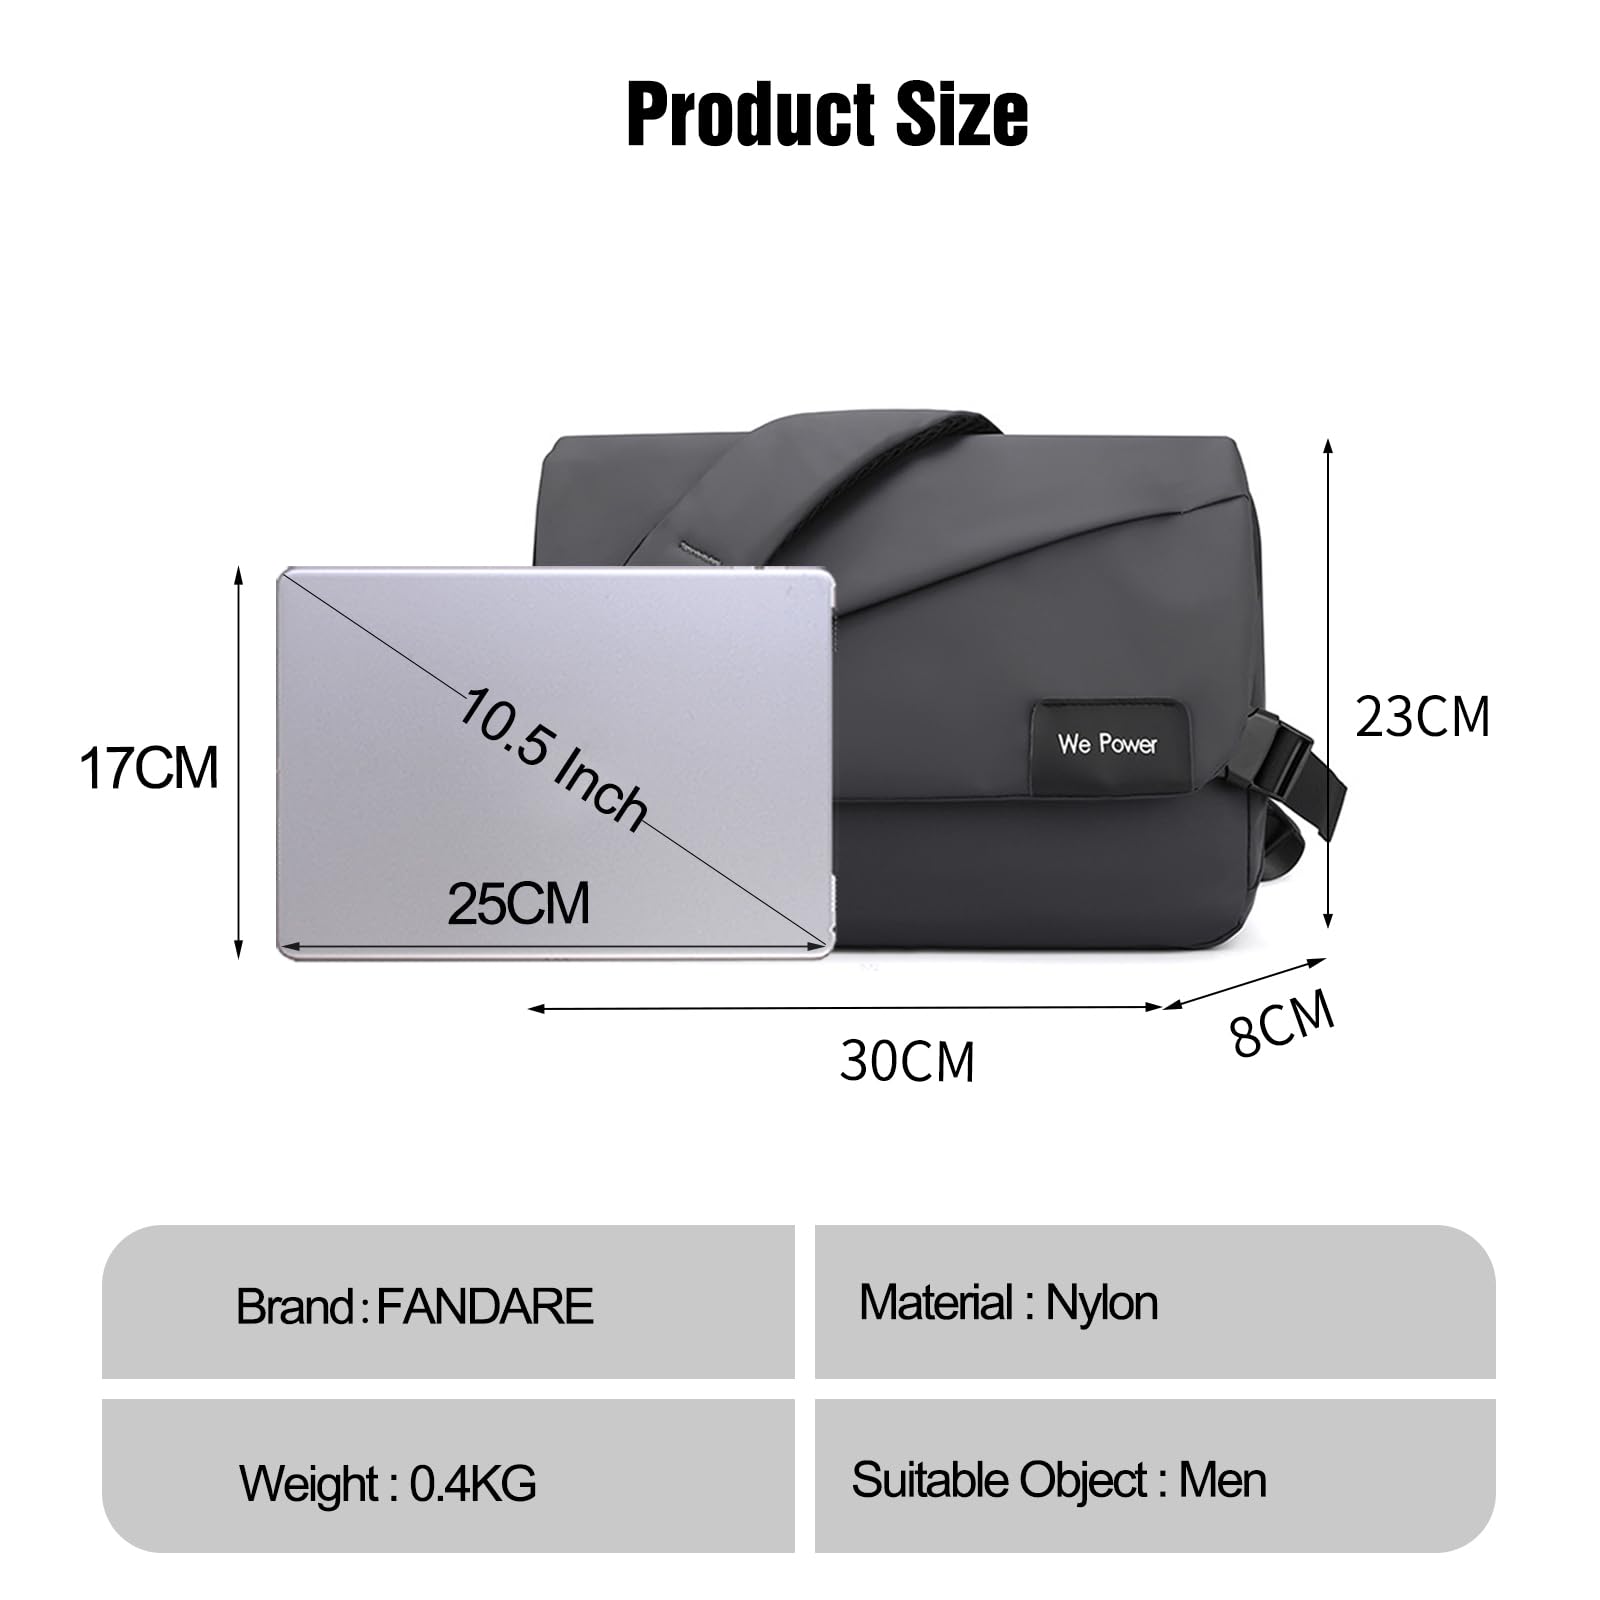 Product Size
10.5 Inch
17CM
25CM
We Power
23CM
30CM
8CM
Brand : FANDARE
Material : Nylon
Weight : 0.4KG
Suitable Object : Men